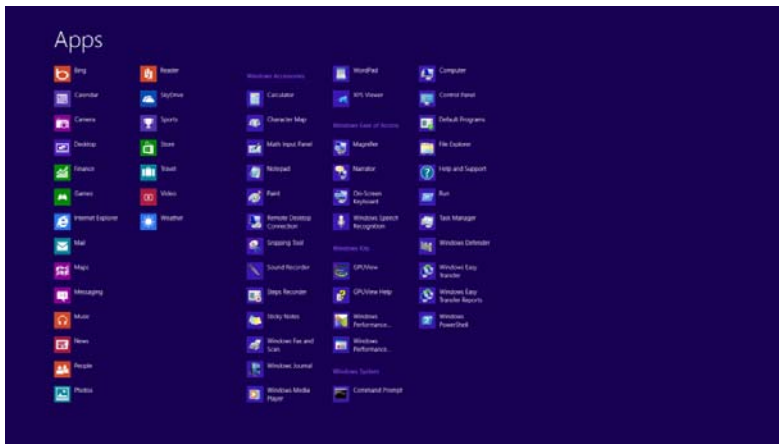 Apps
Bing
Calendar
Camera
Desktop
Finance
Games
Internet Explorer
Mail
Maps
Messaging
Music
News
People
Photos
Reader
SkyDrive
Sports
Store
Travel
Video
Weather
Windows Accessories
Calculator
Character Map
Math Input Panel
Notepad
Paint
Remote Desktop
Connection
Snipping Tool
Sound Recorder
Steps Recorder
Sticky Notes
Windows Fax and
Scan
Windows Journal
Windows Media
Player
WordPad
XPS Viewer
Windows Ease of Access
Magnifier
Narrator
On-Screen
Keyboard
Windows Speech
Recognition
Windows Kits
GPUView
GPUView Help
Windows
Performance...
Windows
Performance...
Windows System
Command Prompt
Computer
Control Panel
Default Programs
File Explorer
Help and Support
Run
Task Manager
Windows Defender
Windows Easy
Transfer
Windows Easy
Transfer Reports
Windows
PowerShell